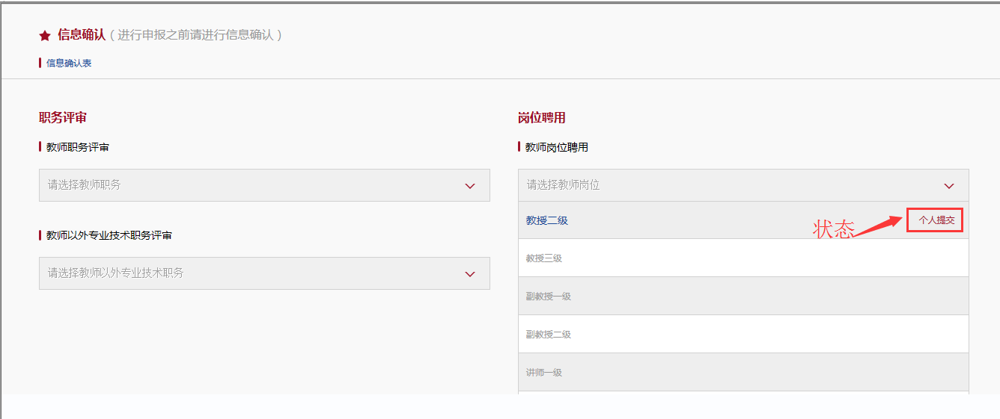 信息确认（进行申报之前请进行信息确认）
信息确认表
职务评审
教师职务评审
请选择教师职务
教师以外专业技术职务评审
请选择教师以外专业技术职务
岗位聘用
教师岗位聘用
请选择教师岗位
教授二级
状态
个人提交
教授三级
副教授一级
副教授二级
讲师一级